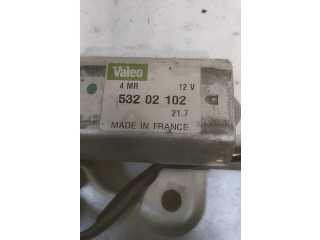 Valeo
4 MR 12 V
532 02 102
21.7
MADE IN FRANCE